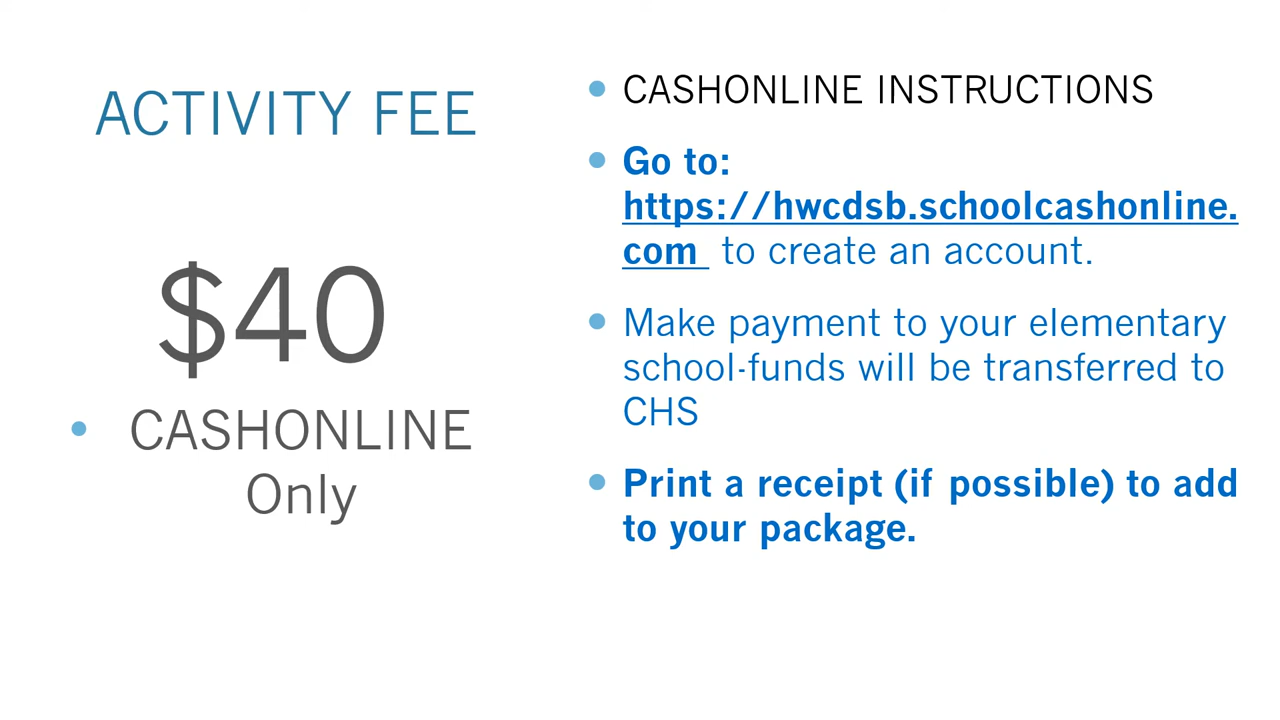 ACTIVITY FEE
$40
• CASHONLINE
Only
• CASHONLINE INSTRUCTIONS
• Go to:
https://hwcdsb.schoolcashonline.
com to create an account.
• Make payment to your elementary
school-funds will be transferred to
CHS
• Print a receipt (if possible) to add
to your package.